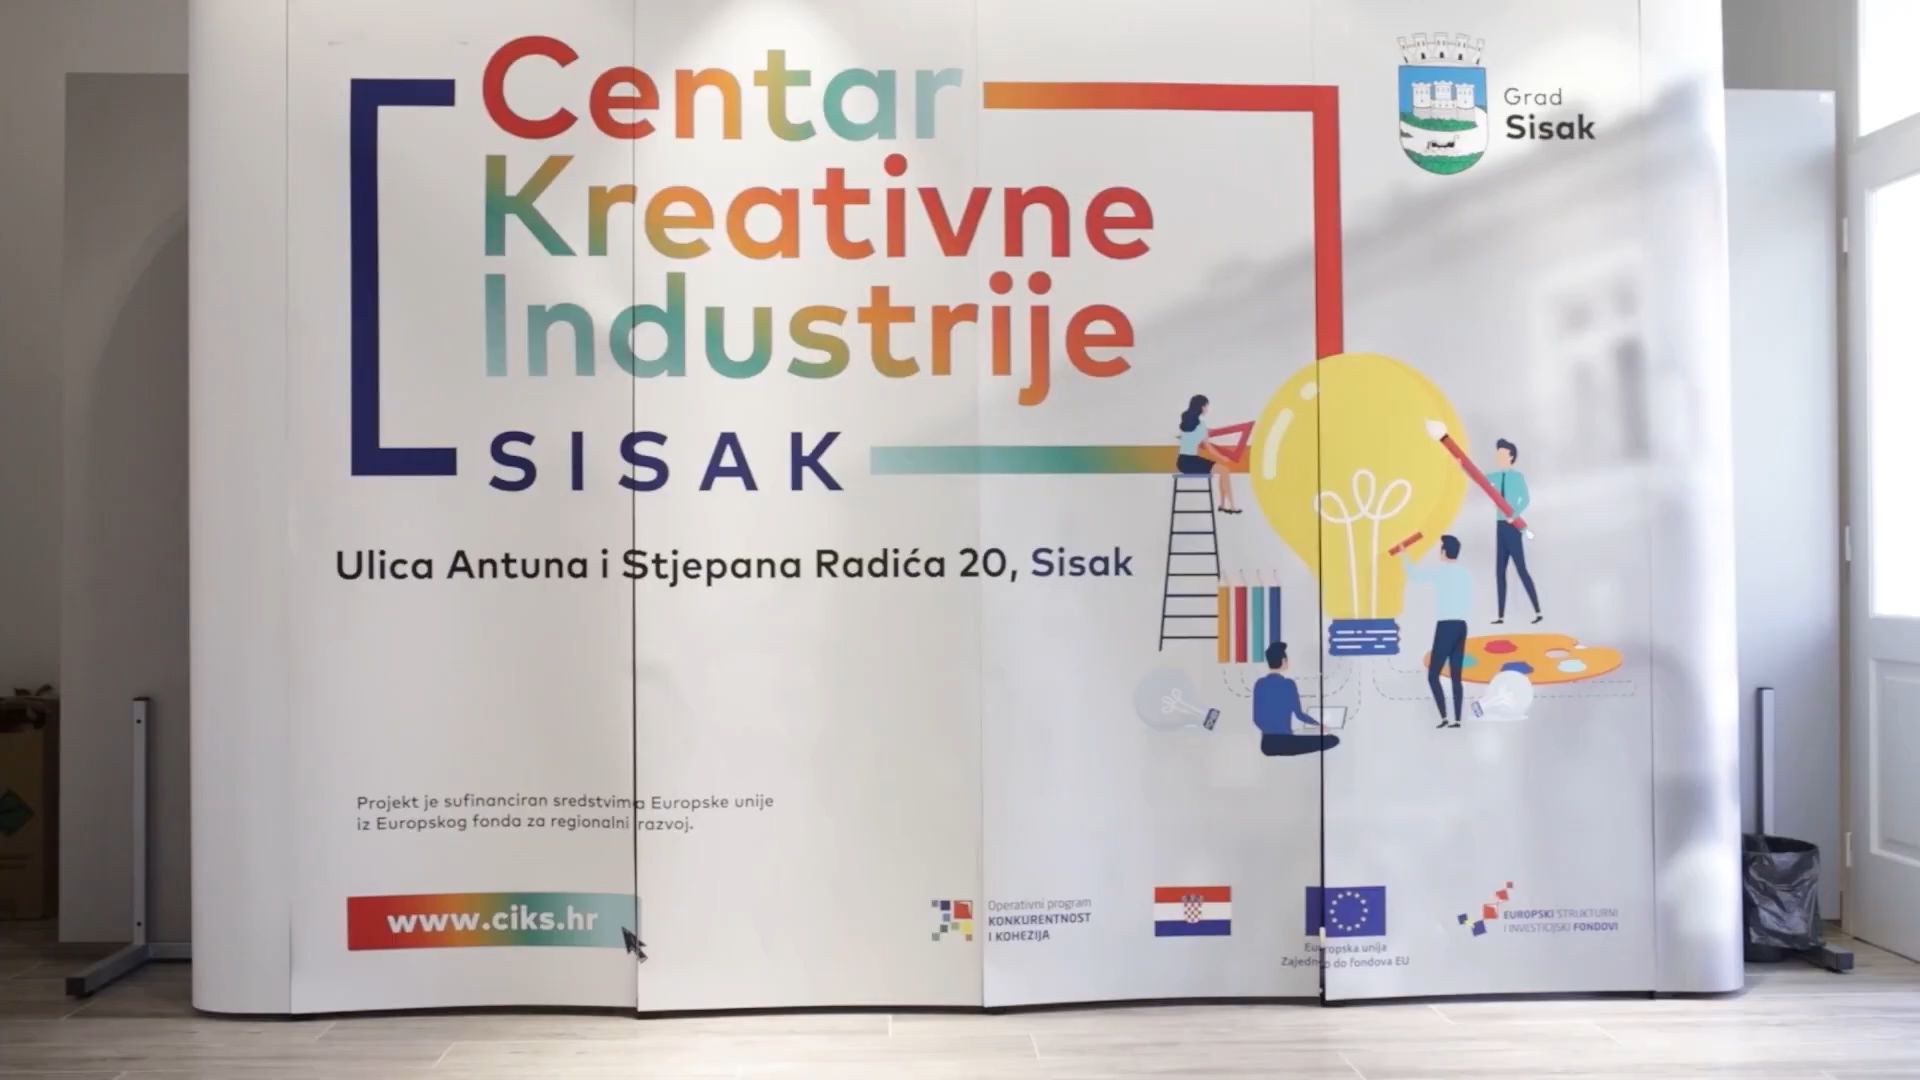 Centar
Kreativne
Industrije
SISAK
Grad
Sisak
Ulica Antuna i Stjepana Radića 20, Sisak
Projekt je sufinanciran sredstvima Europske unije
iz Europskog fonda za regionalni razvoj.
www.ciks.hr
Operativni program
KONKURENTNOST
I KOHEZIJA
Europska unija
Zajedno do fondova EU
EUROPSKI STRUKTURNI
I INVESTICIJSKI FONDOVI